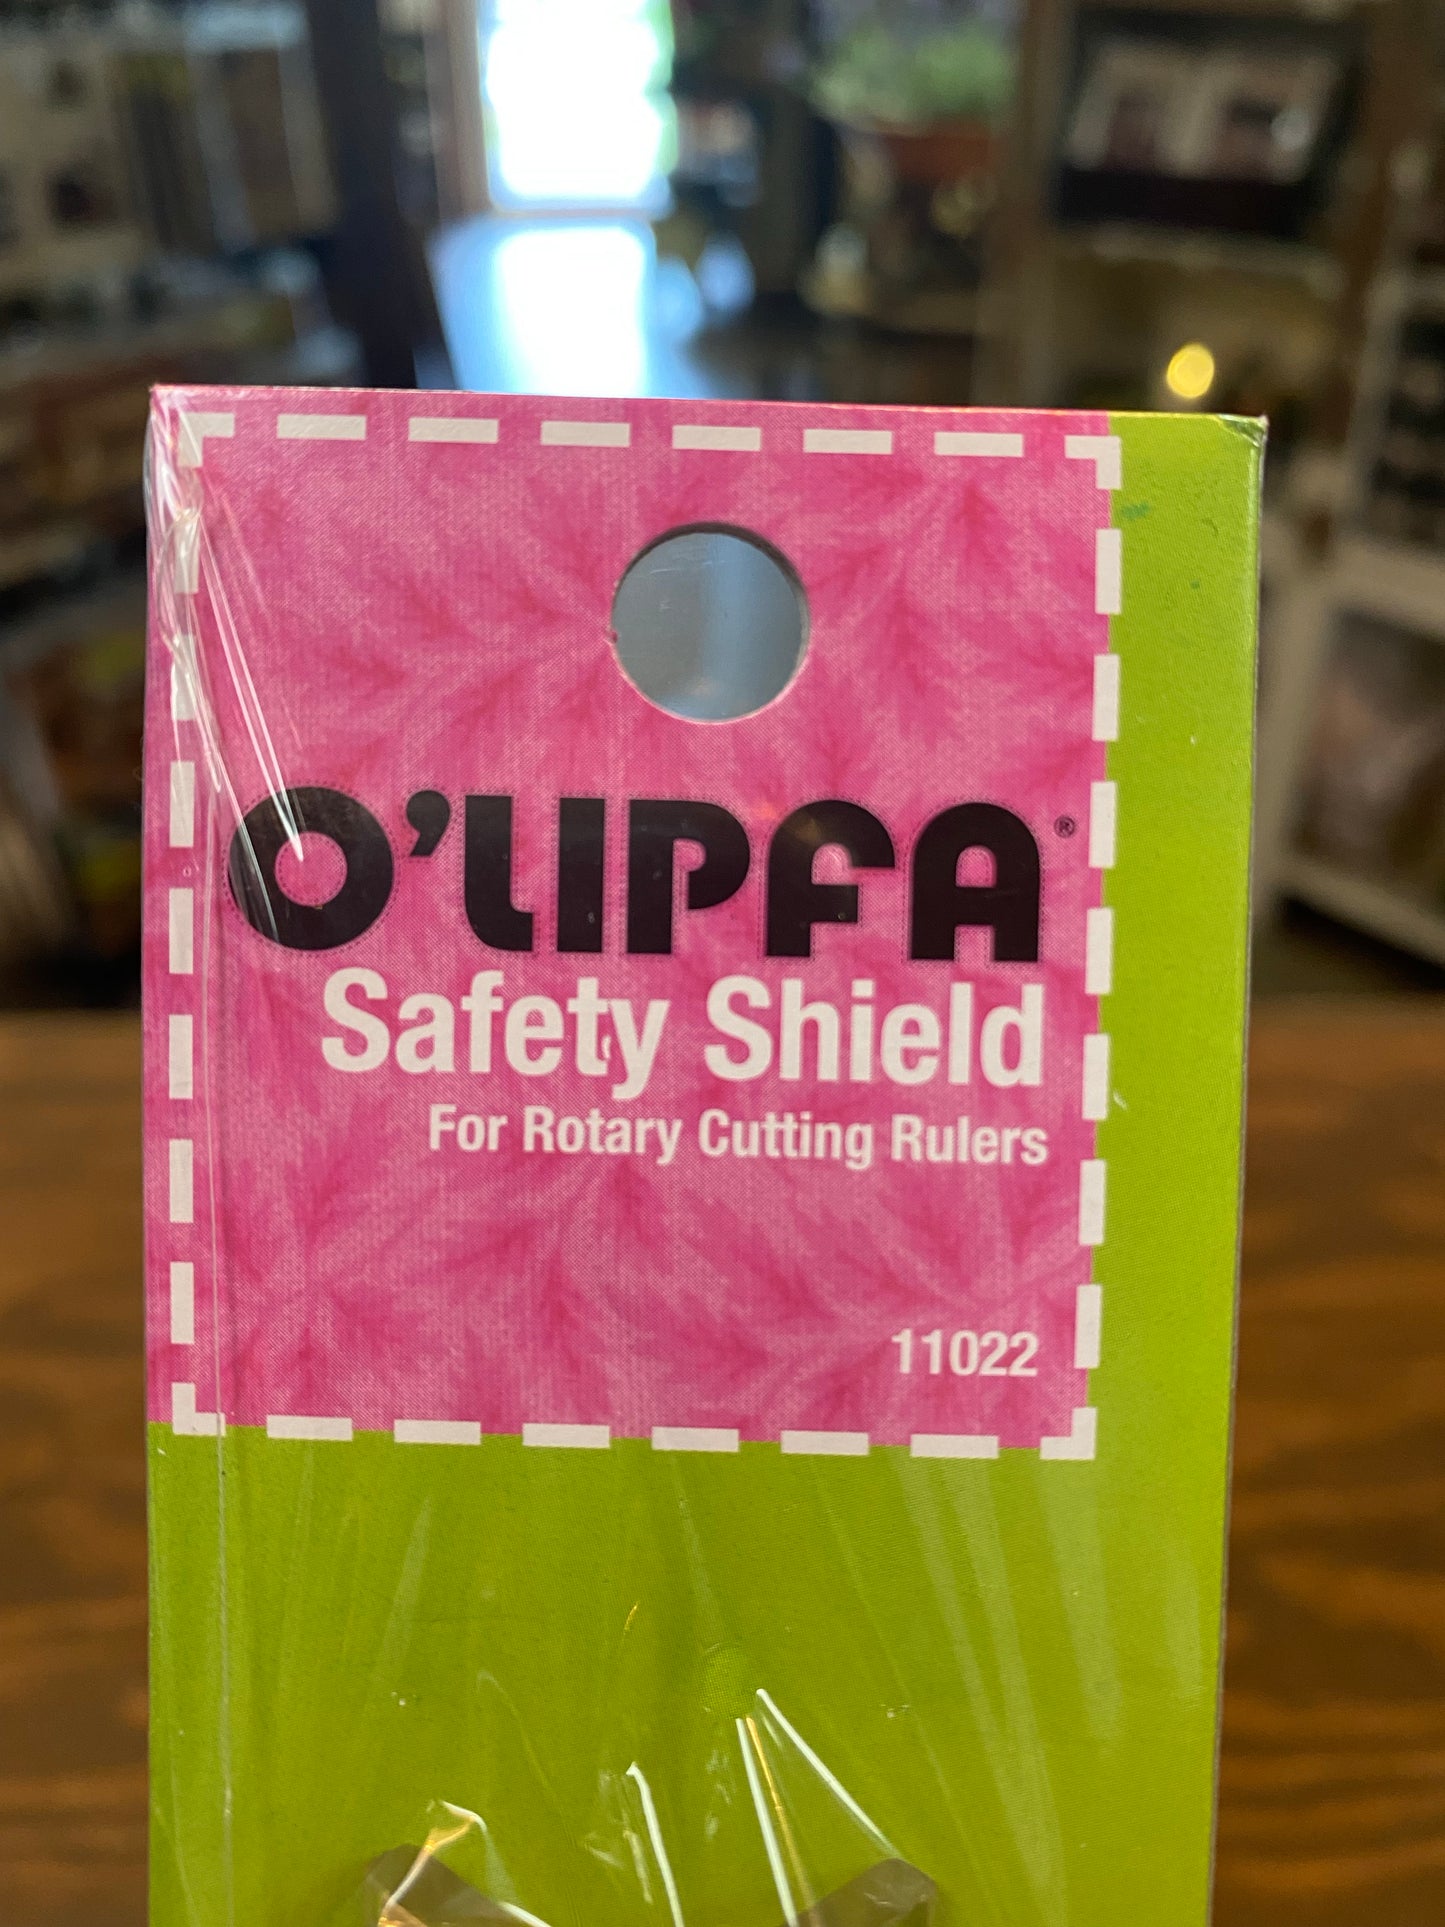 O'LIPFA®
Safety Shield
For Rotary Cutting Rulers
11022